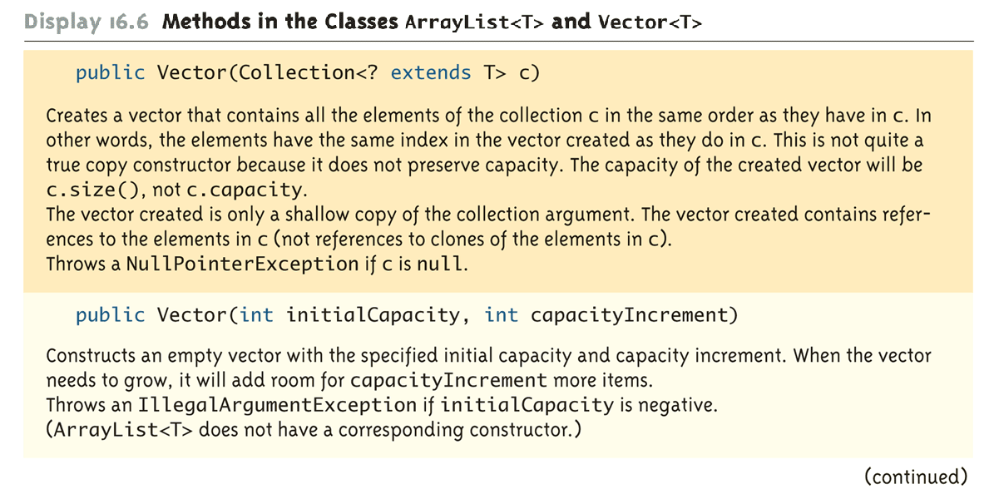 Display 16.6 Methods in the Classes ArrayList<T> and Vector<T>
public Vector(Collection<? extends T> c)
Creates a vector that contains all the elements of the collection c in the same order as they have in c. In
other words, the elements have the same index in the vector created as they do in c. This is not quite a
true copy constructor because it does not preserve capacity. The capacity of the created vector will be
c.size(), not c.capacity.
The vector created is only a shallow copy of the collection argument. The vector created contains refer-
ences to the elements in c (not references to clones of the elements in c).
Throws a NullPointerException if c is null.
public Vector(int initialCapacity, int capacityIncrement)
Constructs an empty vector with the specified initial capacity and capacity increment. When the vector
needs to grow, it will add room for capacityIncrement more items.
Throws an IllegalArgumentException if initialCapacity is negative.
(ArrayList<T> does not have a corresponding constructor.)
(continued)